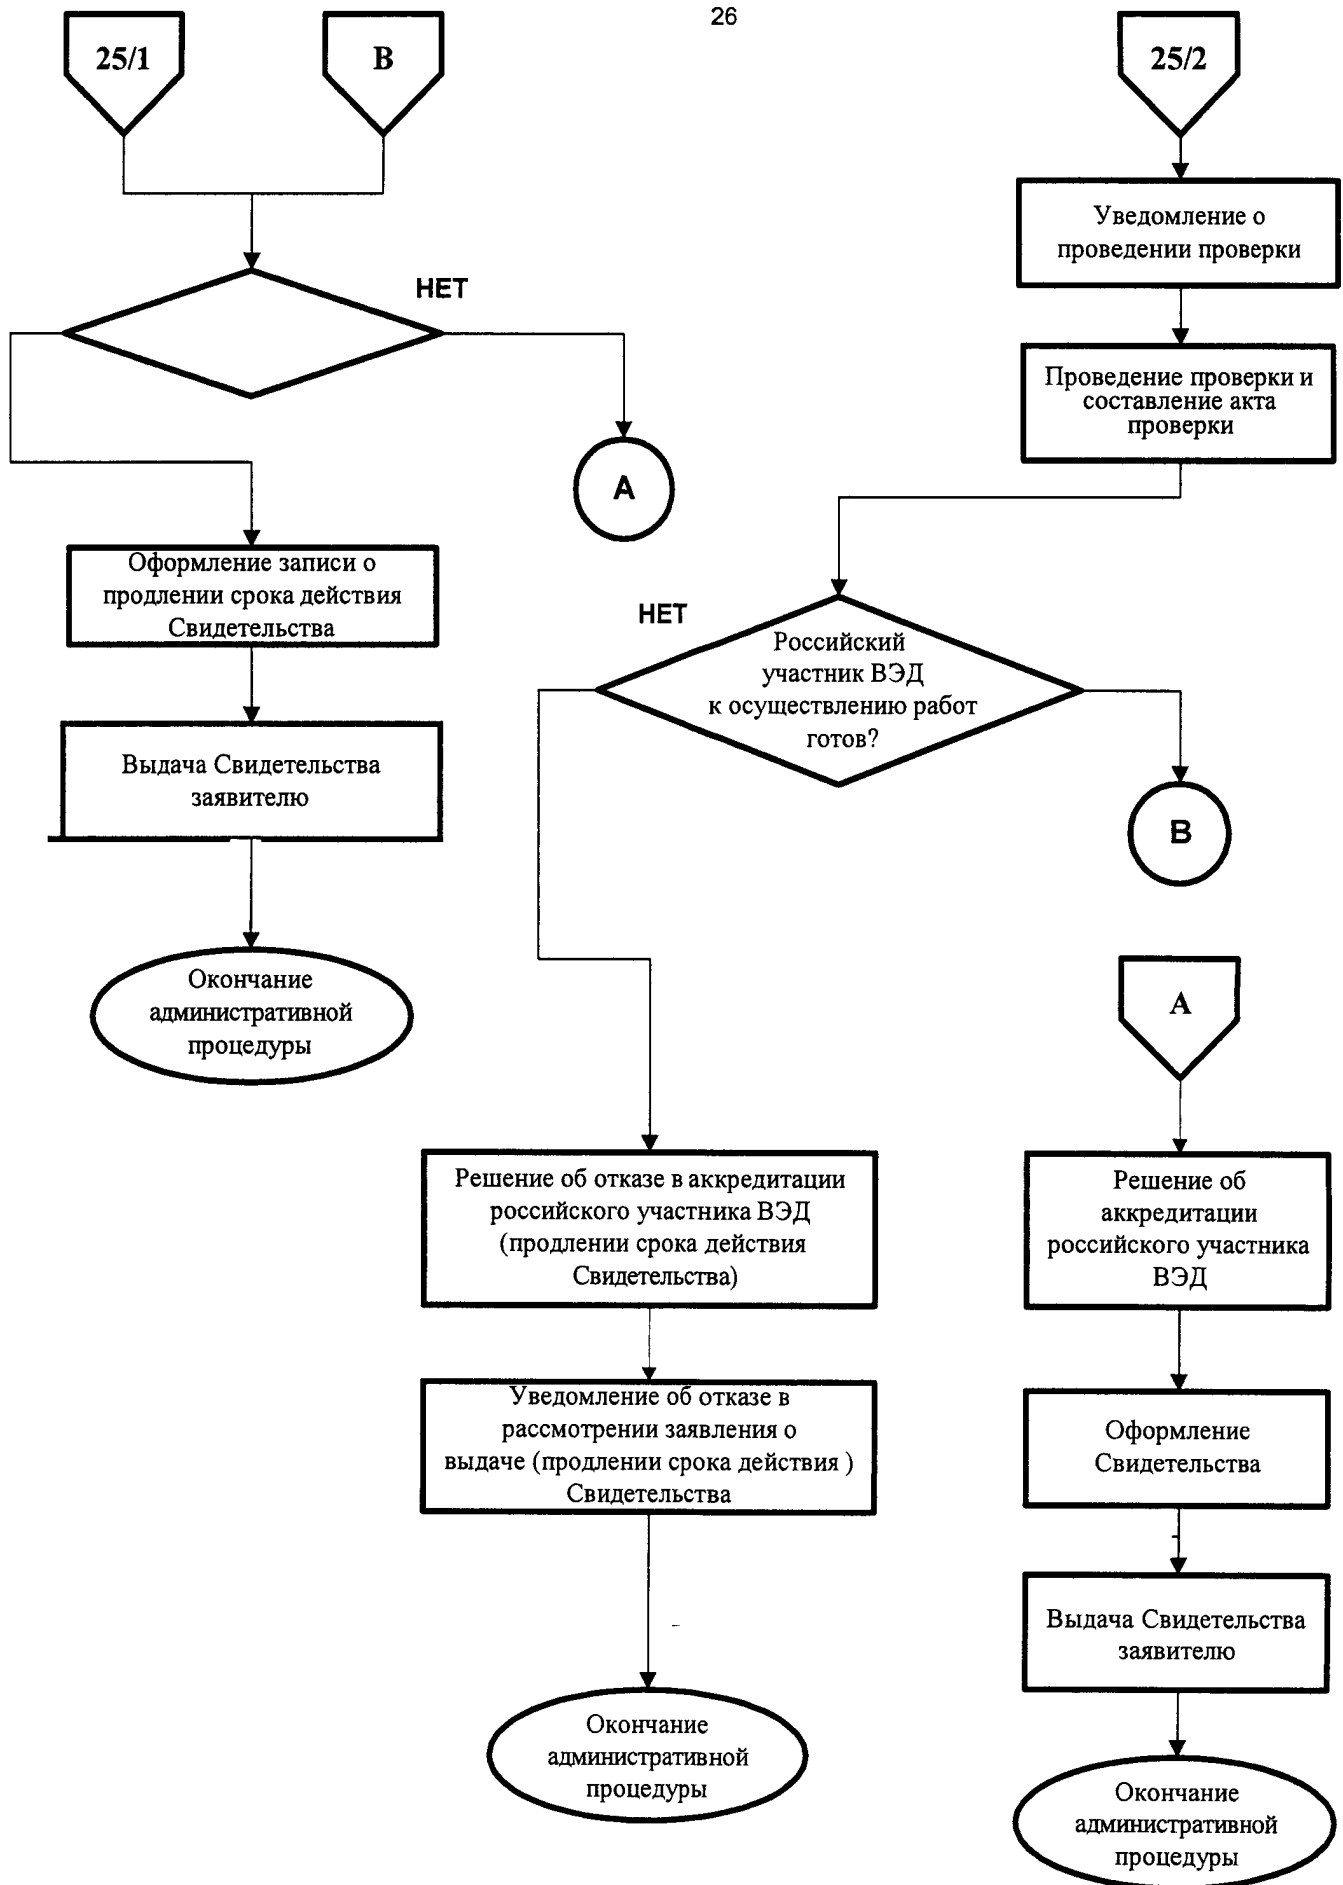 26
25/1
В
25/2
Уведомление о
проведении проверки
НЕТ
Проведение проверки и
составление акта
проверки
А
Оформление записи о
продлении срока действия
Свидетельства
НЕТ
Российский
участник ВЭД
к осуществлению работ
готов?
Выдача Свидетельства
заявителю
В
Окончание
административной
процедуры
А
Решение об отказе в аккредитации
российского участника ВЭД
(продлении срока действия
Свидетельства)
Решение об
аккредитации
российского участника
ВЭД
Уведомление об отказе в
рассмотрении заявления о
выдаче (продлении срока действия )
Свидетельства
Оформление
Свидетельства
Выдача Свидетельства
заявителю
Окончание
административной
процедуры
Окончание
административной
процедуры